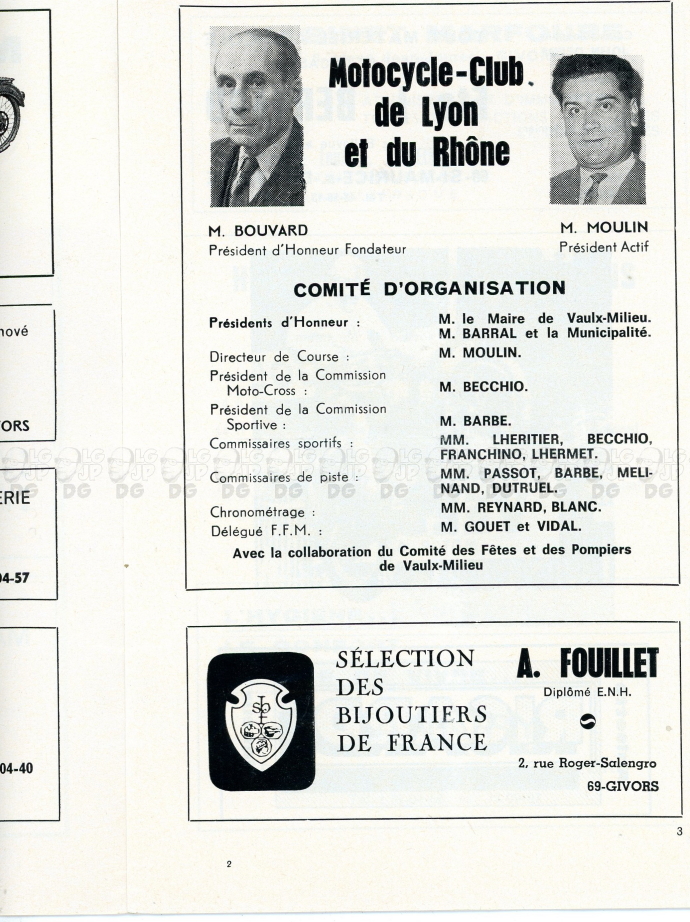 nové
ORS
ERIE
04-57
04-40
2
Motocycle-Club
de Lyon
et du Rhône
M. BOUVARD
Président d'Honneur Fondateur
M. MOULIN
Président Actif
COMITÉ D'ORGANISATION
Présidents d'Honneur : M. le Maire de Vaulx-Milieu.
M. BARRAL et la Municipalité.
Directeur de Course : M. MOULIN.
Président de la Commission
Moto-Cross : M. BECCHIO.
Président de la Commission
Sportive : M. BARBE.
Commissaires sportifs : MM. LHERITIER, BECCHIO,
FRANCHINO, LHERMET.
Commissaires de piste : MM. PASSOT, BARBE, MELI-
NAND, DUTRUEL.
Chronométrage : MM. REYNARD, BLANC.
Délégué F.F.M. : M. GOUET et VIDAL.
Avec la collaboration du Comité des Fêtes et des Pompiers
de Vaulx-Milieu
SÉLECTION
DES
BIJOUTIERS
DE FRANCE
A. FOUILLET
Diplômé E.N.H.
2, rue Roger-Salengro
69-GIVORS
3